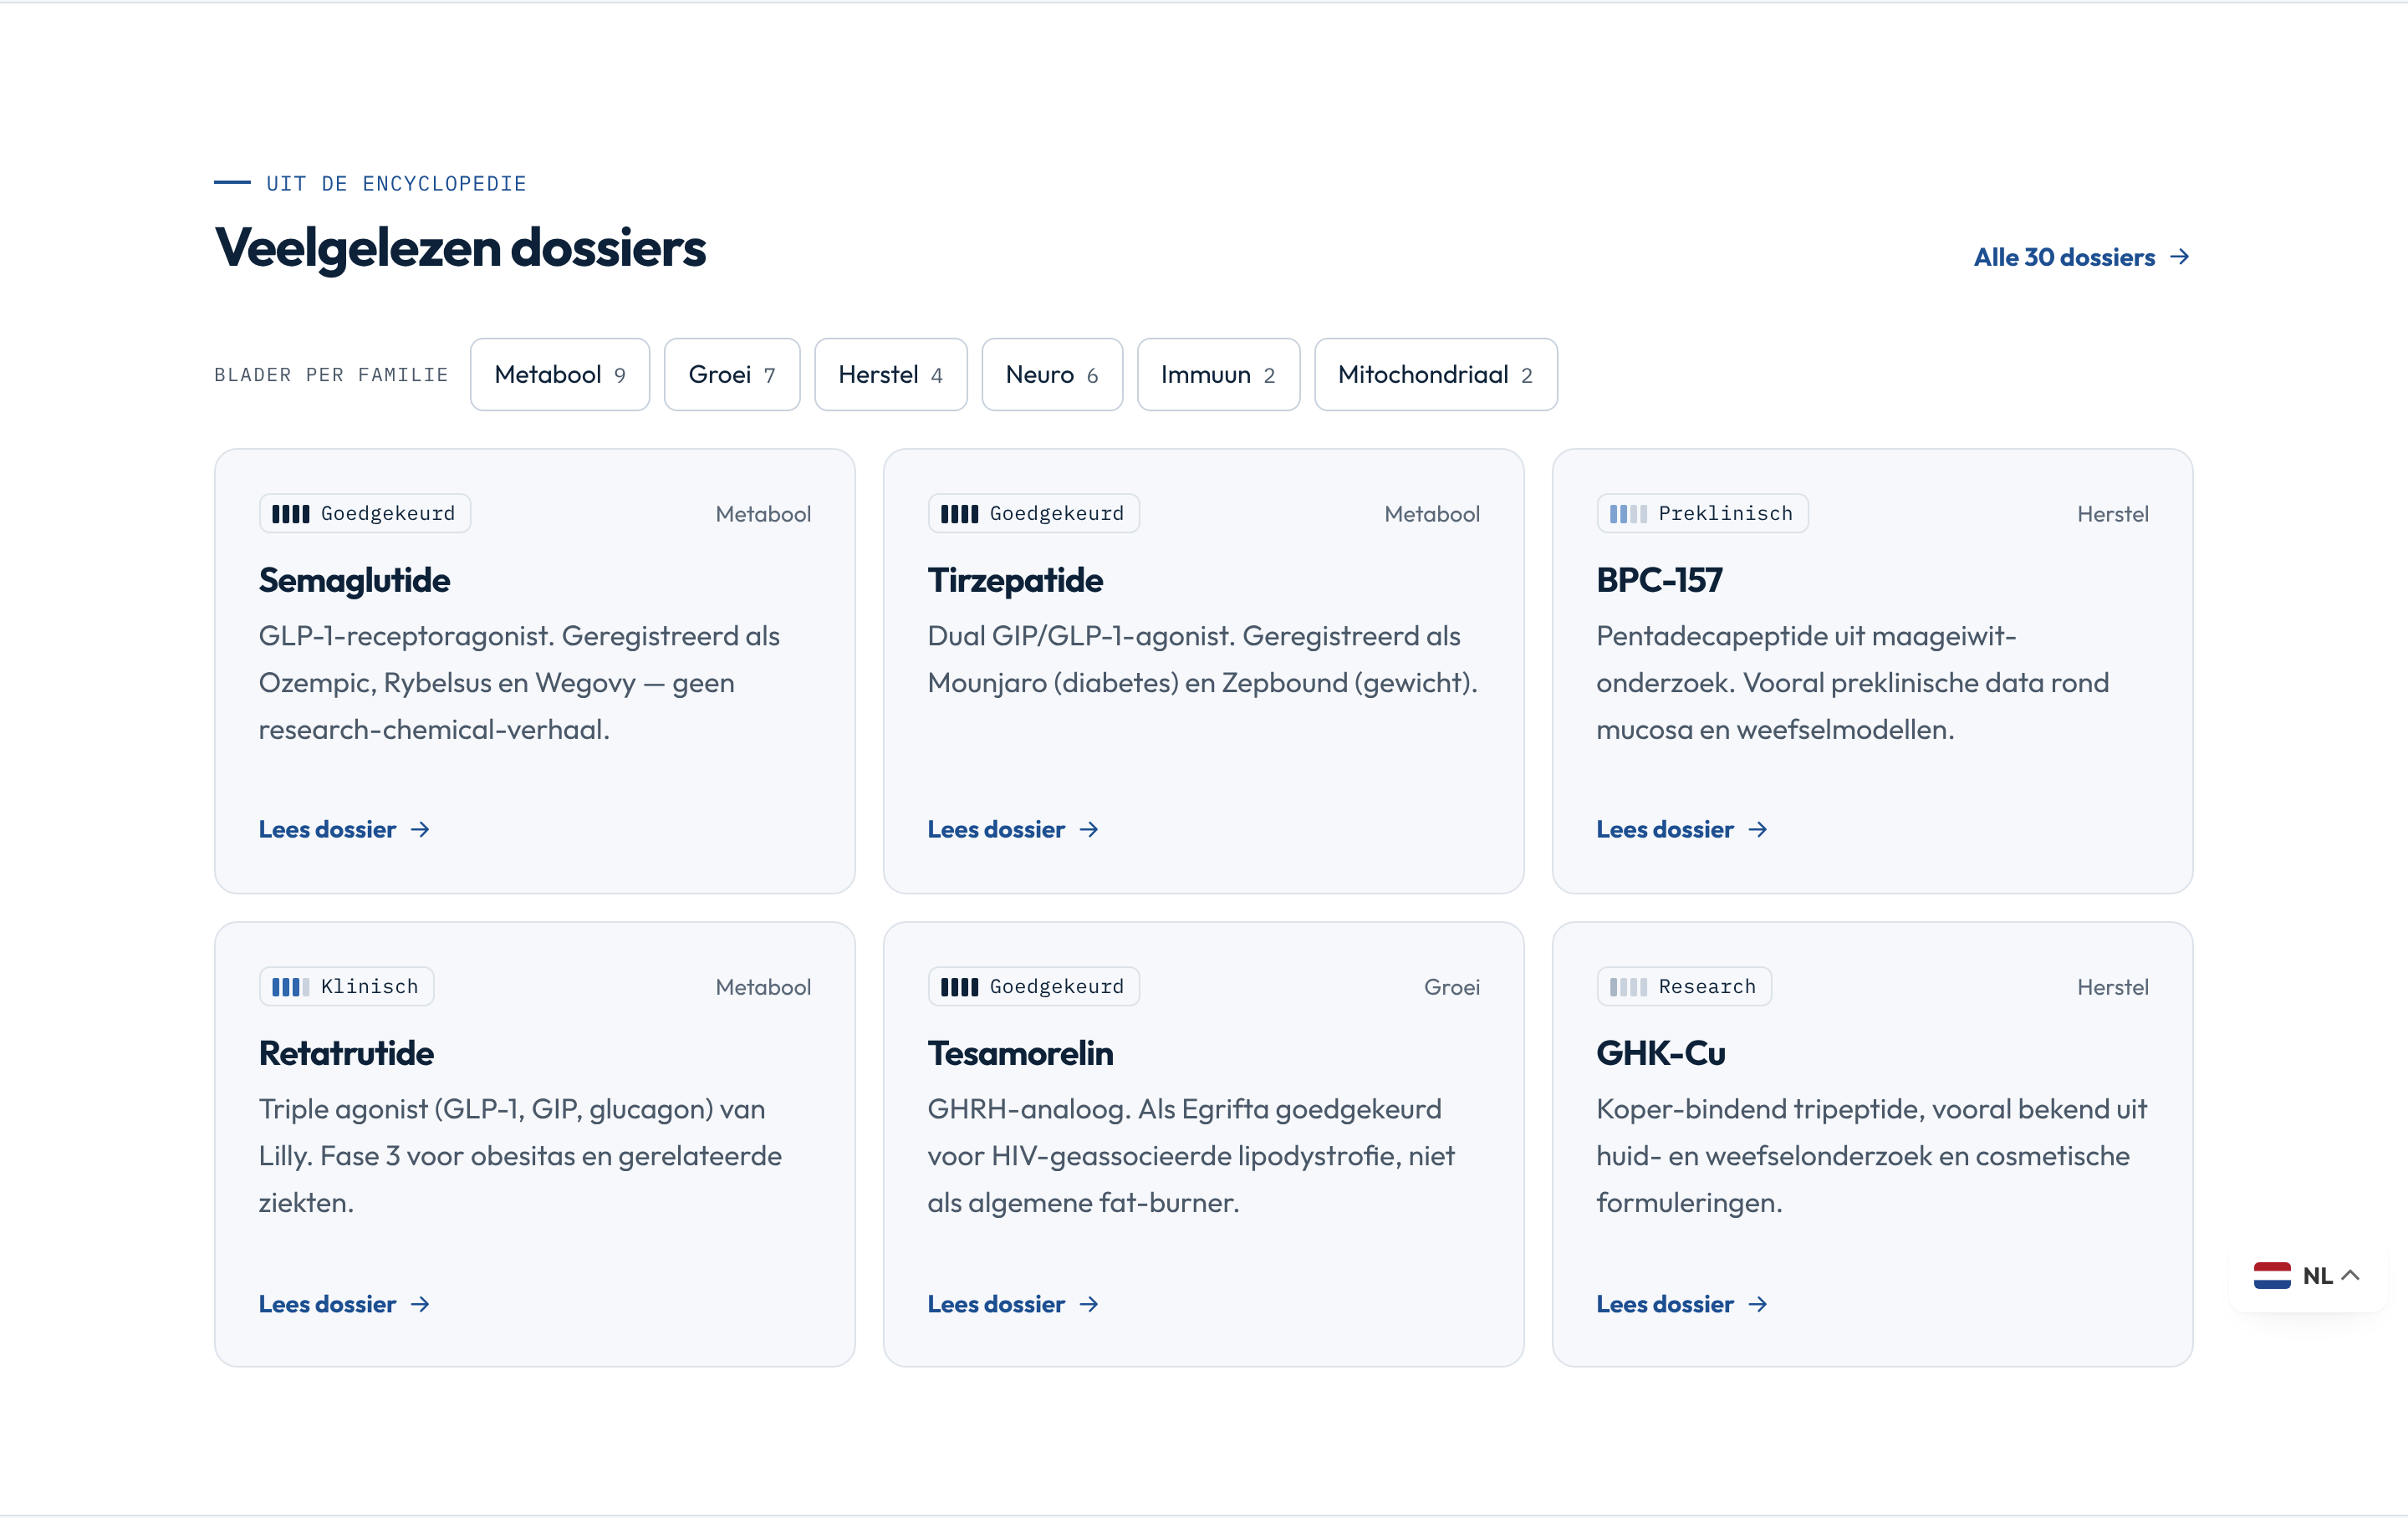 UIT DE ENCYCLOPEDIE
Veelgelezen dossiers
Alle 30 dossiers →
BLADER PER FAMILIE
Metabool 9
Groei 7
Herstel 4
Neuro 6
Immuun 2
Mitochondriaal 2
Goedgekeurd
Metabool
Semaglutide
GLP-1-receptoragonist. Geregistreerd als
Ozempic, Rybelsus en Wegovy — geen
research-chemical-verhaal.
Lees dossier →
Goedgekeurd
Metabool
Tirzepatide
Dual GIP/GLP-1-agonist. Geregistreerd als
Mounjaro (diabetes) en Zepbound (gewicht).
Lees dossier →
Preklinisch
Herstel
BPC-157
Pentadecapeptide uit maageiwit-
onderzoek. Vooral preklinische data rond
mucosa en weefselmodellen.
Lees dossier →
Klinisch
Metabool
Retatrutide
Triple agonist (GLP-1, GIP, glucagon) van
Lilly. Fase 3 voor obesitas en gerelateerde
ziekten.
Lees dossier →
Goedgekeurd
Groei
Tesamorelin
GHRH-analoog. Als Egrifta goedgekeurd
voor HIV-geassocieerde lipodystrofie, niet
als algemene fat-burner.
Lees dossier →
Research
Herstel
GHK-Cu
Koper-bindend tripeptide, vooral bekend uit
huid- en weefselonderzoek en cosmetische
formuleringen.
Lees dossier →
NL